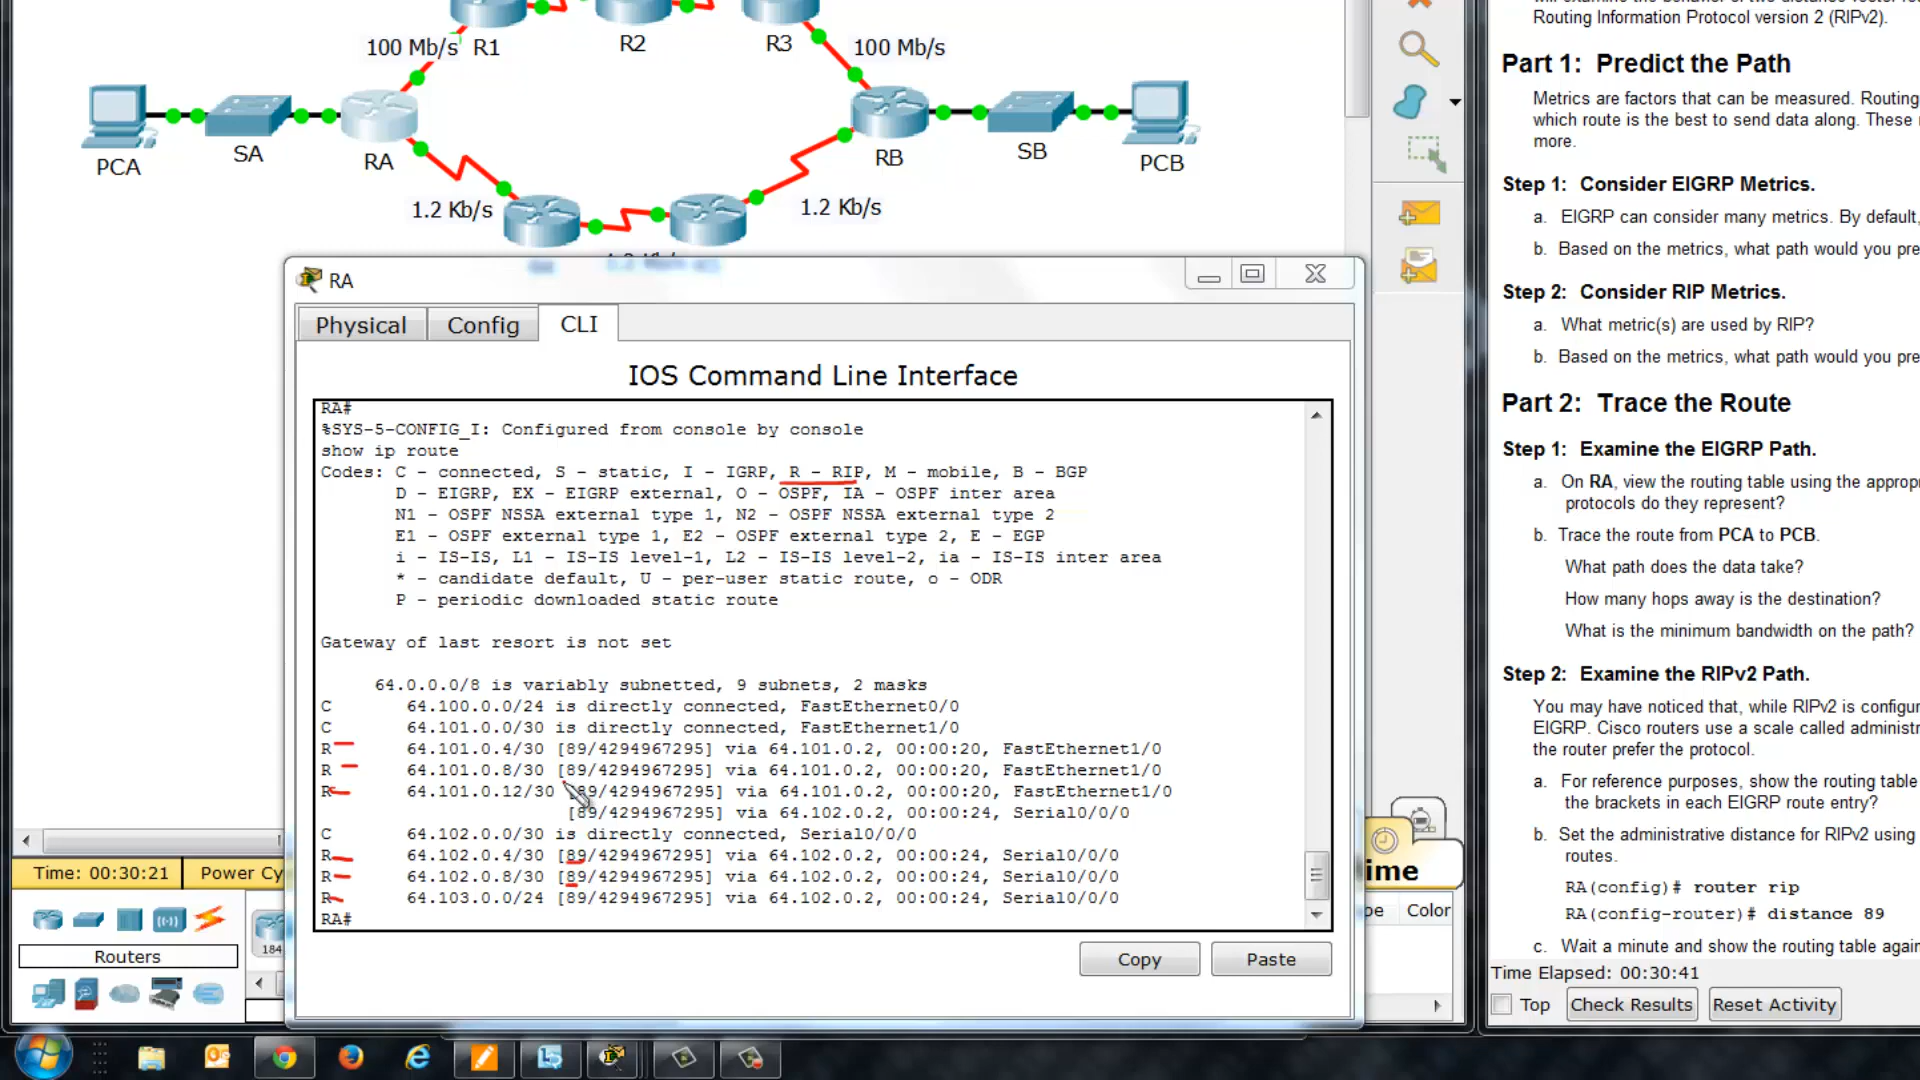 Routing Information Protocol version 2 (RIPv2).
R1
R2
R3
100 Mb/s
100 Mb/s
PCA
SA
RA
RB
SB
PCB
1.2 Kb/s
1.2 Kb/s
RA
Physical
Config
CLI
IOS Command Line Interface
RA#
%SYS-5-CONFIG_I: Configured from console by console
show ip route
Codes: C - connected, S - static, I - IGRP, R - RIP, M - mobile, B - BGP
D - EIGRP, EX - EIGRP external, O - OSPF, IA - OSPF inter area
N1 - OSPF NSSA external type 1, N2 - OSPF NSSA external type 2
E1 - OSPF external type 1, E2 - OSPF external type 2, E - EGP
i - IS-IS, L1 - IS-IS level-1, L2 - IS-IS level-2, ia - IS-IS inter area
* - candidate default, U - per-user static route, o - ODR
P - periodic downloaded static route
Gateway of last resort is not set
64.0.0.0/8 is variably subnetted, 9 subnets, 2 masks
C 64.100.0.0/24 is directly connected, FastEthernet0/0
C 64.101.0.0/30 is directly connected, FastEthernet1/0
R 64.101.0.4/30 [89/4294967295] via 64.101.0.2, 00:00:20, FastEthernet1/0
R 64.101.0.8/30 [89/4294967295] via 64.101.0.2, 00:00:20, FastEthernet1/0
R 64.101.0.12/30 [89/4294967295] via 64.101.0.2, 00:00:20, FastEthernet1/0
[89/4294967295] via 64.102.0.2, 00:00:24, Serial0/0/0
C 64.102.0.0/30 is directly connected, Serial0/0/0
R 64.102.0.4/30 [89/4294967295] via 64.102.0.2, 00:00:24, Serial0/0/0
R 64.102.0.8/30 [89/4294967295] via 64.102.0.2, 00:00:24, Serial0/0/0
R 64.103.0.0/24 [89/4294967295] via 64.102.0.2, 00:00:24, Serial0/0/0
RA#
Copy
Paste
Time: 00:30:21
Power Cy
Routers
184
ime
pe
Color
Part 1: Predict the Path
Metrics are factors that can be measured. Routing
which route is the best to send data along. These
more.
Step 1: Consider EIGRP Metrics.
a. EIGRP can consider many metrics. By default,
b. Based on the metrics, what path would you pre
Step 2: Consider RIP Metrics.
a. What metric(s) are used by RIP?
b. Based on the metrics, what path would you pre
Part 2: Trace the Route
Step 1: Examine the EIGRP Path.
a. On RA, view the routing table using the approp
protocols do they represent?
b. Trace the route from PCA to PCB.
What path does the data take?
How many hops away is the destination?
What is the minimum bandwidth on the path?
Step 2: Examine the RIPv2 Path.
You may have noticed that, while RIPv2 is configur
EIGRP. Cisco routers use a scale called administr
the router prefer the protocol.
a. For reference purposes, show the routing table
the brackets in each EIGRP route entry?
b. Set the administrative distance for RIPv2 using
routes.
RA(config)# router rip
RA(config-router)# distance 89
c. Wait a minute and show the routing table again
Time Elapsed: 00:30:41
Top
Check Results
Reset Activity